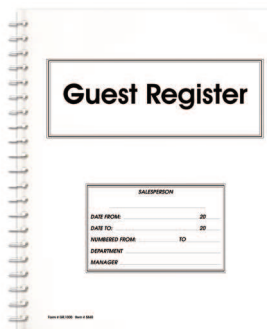 Guest Register
SALESPERSON
DATE FROM: 20
DATE TO: 20
NUMBERED FROM: TO
DEPARTMENT
MANAGER